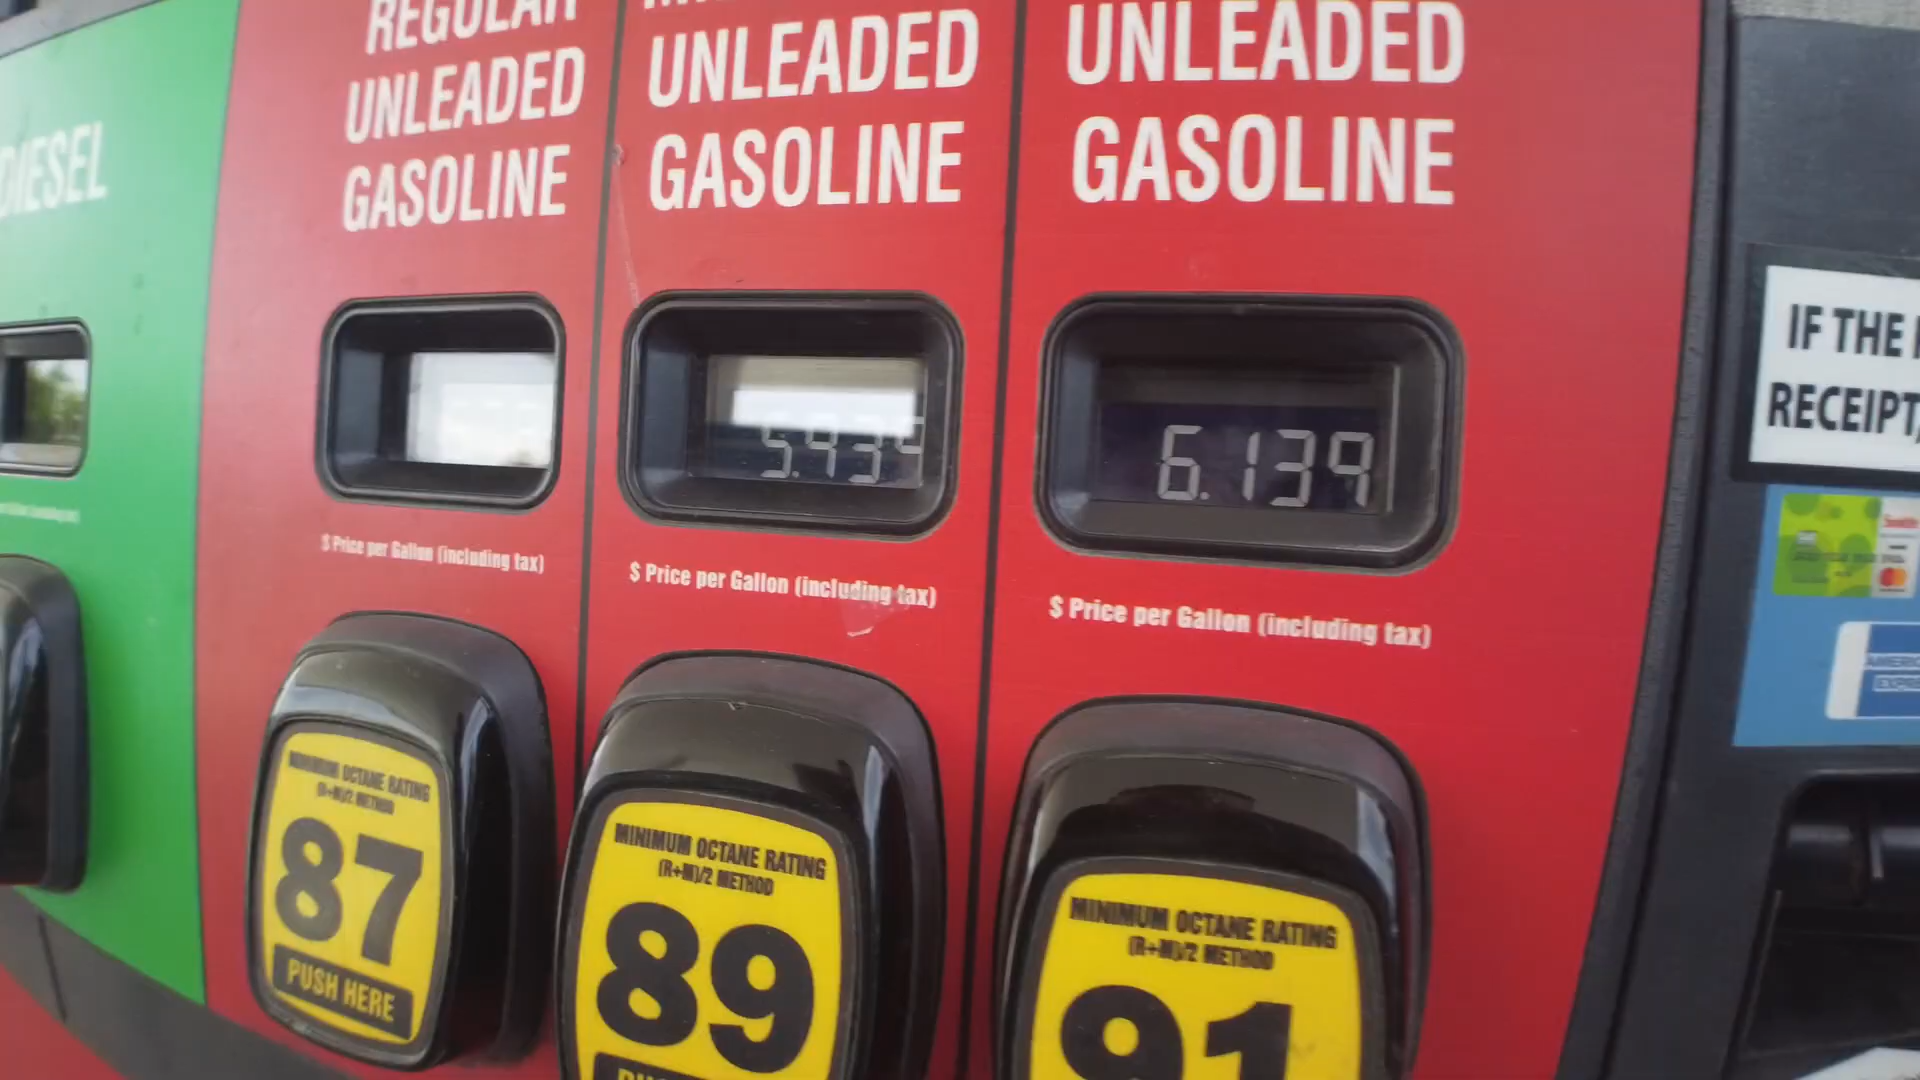 DIESEL
REGULAR
UNLEADED
GASOLINE
$ Price per Gallon (including tax)
MINIMUM OCTANE RATING
(R+M)/2 METHOD
87
PUSH HERE
UNLEADED
GASOLINE
5.939
$ Price per Gallon (including tax)
MINIMUM OCTANE RATING
(R+M)/2 METHOD
89
UNLEADED
GASOLINE
6.139
$ Price per Gallon (including tax)
MINIMUM OCTANE RATING
(R+M)/2 METHOD
91
IF THE
RECEIPT,